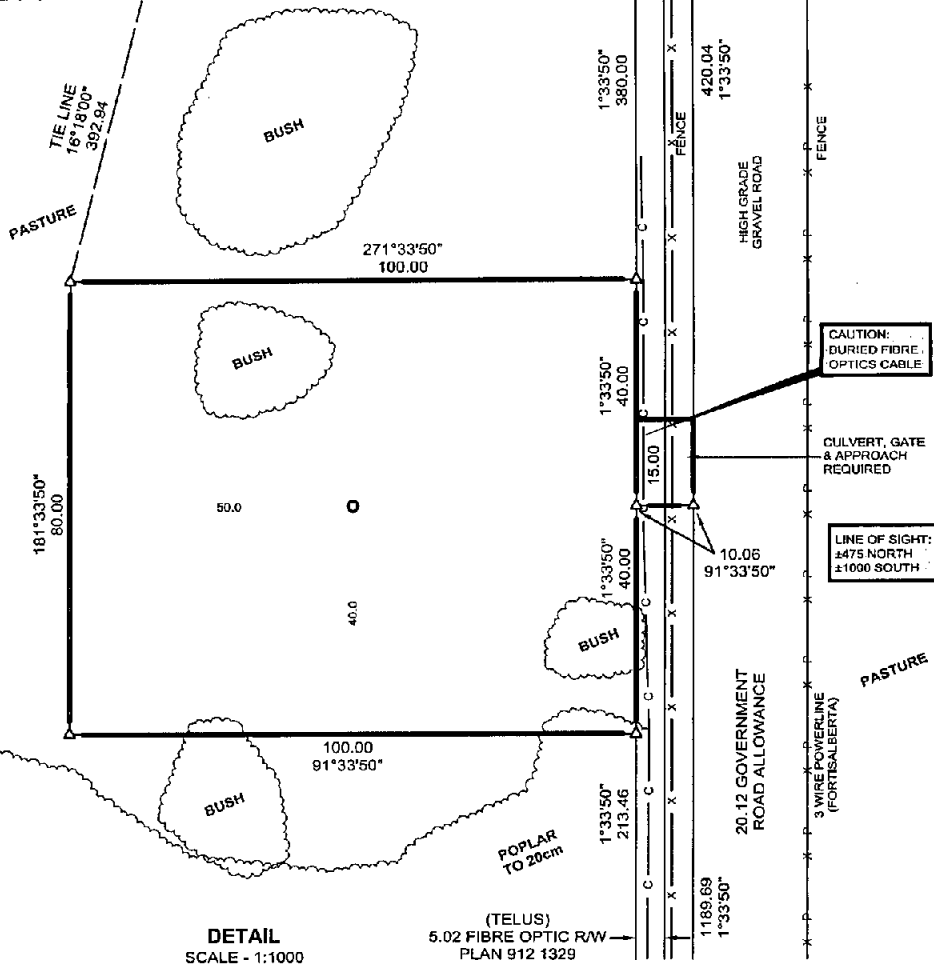 TIE LINE
16°18'00"
392.94
BUSH
PASTURE
1°33'50"
380.00
FENCE
420.04
1°33'50"
HIGH GRADE
GRAVEL ROAD
FENCE
271°33'50"
100.00
BUSH
1°33'50"
40.00
CAUTION:
BURIED FIBRE
OPTICS CABLE
15.00
CULVERT, GATE
& APPROACH
REQUIRED
181°33'50"
80.00
50.0
40.0
1°33'50"
40.00
10.06
91°33'50"
LINE OF SIGHT:
±475 NORTH
±1000 SOUTH
BUSH
PASTURE
100.00
91°33'50"
BUSH
1°33'50"
213.46
POPLAR
TO 20cm
20.12 GOVERNMENT
ROAD ALLOWANCE
3 WIRE POWERLINE
(FORTISALBERTA)
1189.69
1°33'50"
DETAIL
SCALE - 1:1000
(TELUS)
5.02 FIBRE OPTIC R/W
PLAN 912 1329